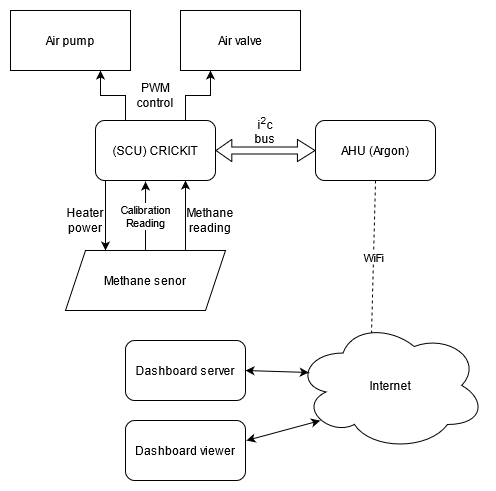 Air pump
Air valve
PWM
control
i²c
bus
(SCU) CRICKIT
AHU (Argon)
Heater
power
Calibration
Reading
Methane
reading
WiFi
Methane senor
Dashboard server
Internet
Dashboard viewer